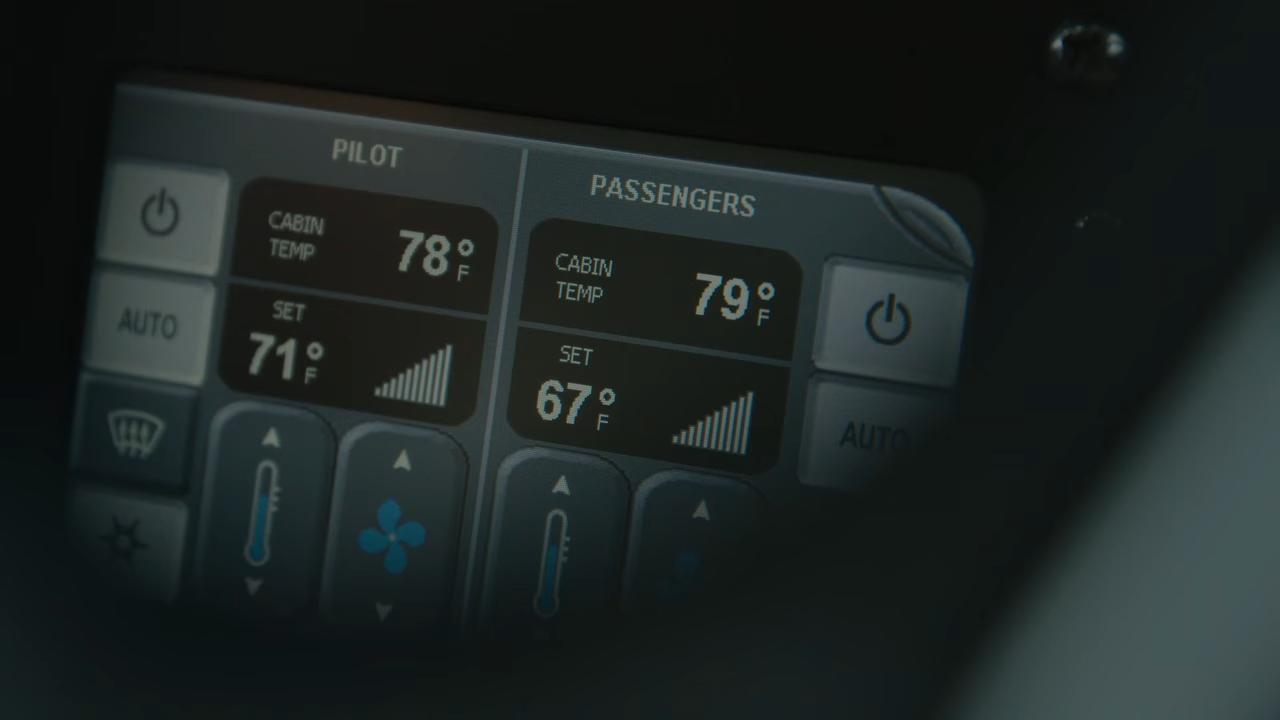 PILOT
CABIN
TEMP
78°F
SET
71°F
AUTO
PASSENGERS
CABIN
TEMP
79°F
SET
67°F
AUTO